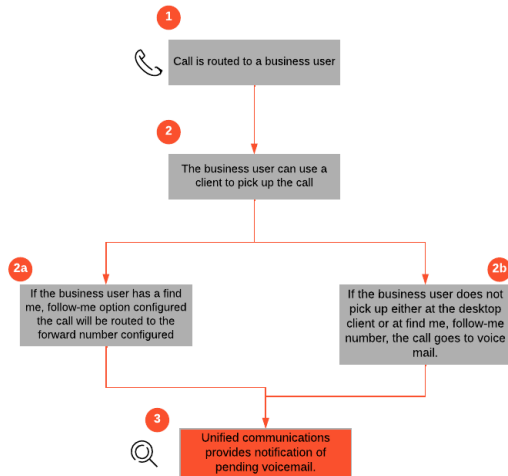 1
Call is routed to a business user
2
The business user can use a
client to pick up the call
2a
If the business user has a find
me, follow-me option configured
the call will be routed to the
forward number configured
2b
If the business user does not
pick up either at the desktop
client or at find me, follow-me
number, the call goes to voice
mail.
3
Unified communications
provides notification of
pending voicemail.